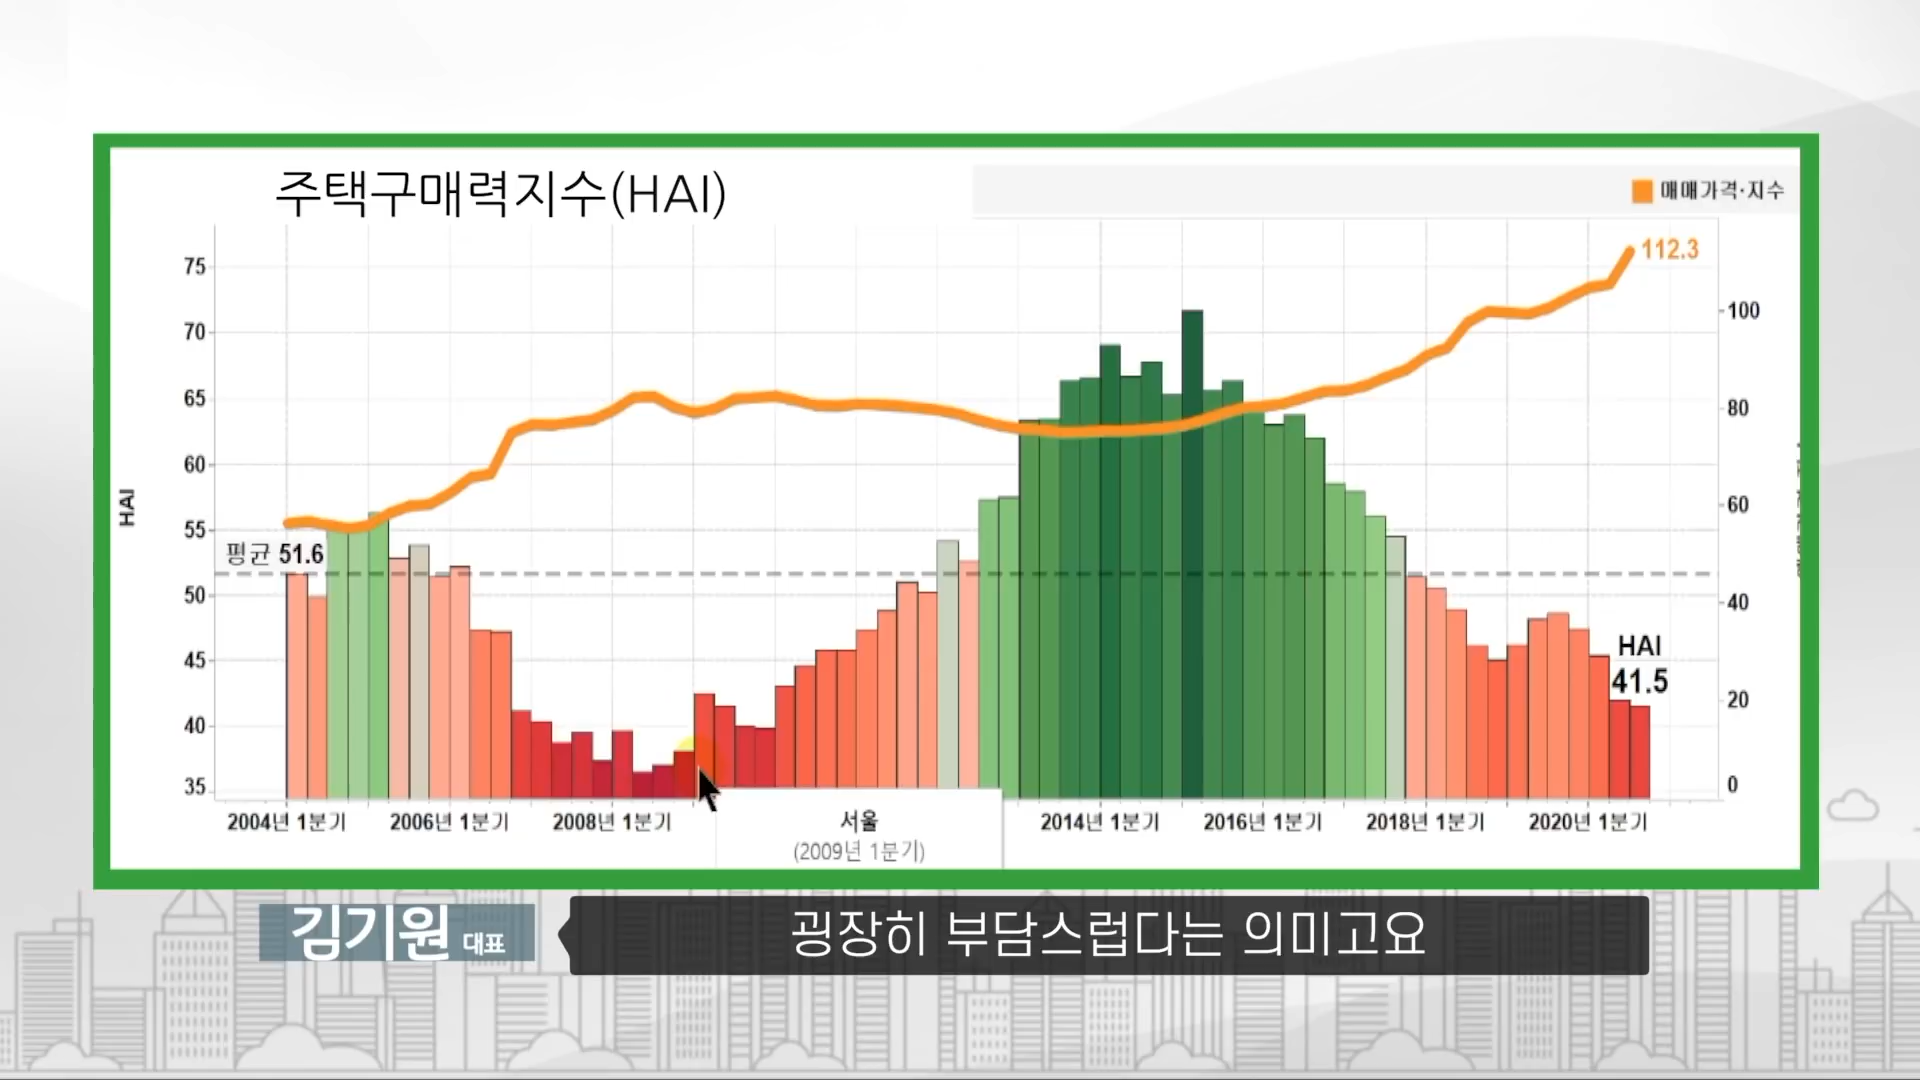 주택구매력지수(HAI)
매매가격·지수
112.3
75
70
65
60
55
50
45
40
35
HAI
평균 51.6
100
80
60
40
20
0
HAI
41.5
2004년 1분기
2006년 1분기
2008년 1분기
서울
(2009년 1분기)
2014년 1분기
2016년 1분기
2018년 1분기
2020년 1분기
김기원 대표
굉장히 부담스럽다는 의미고요